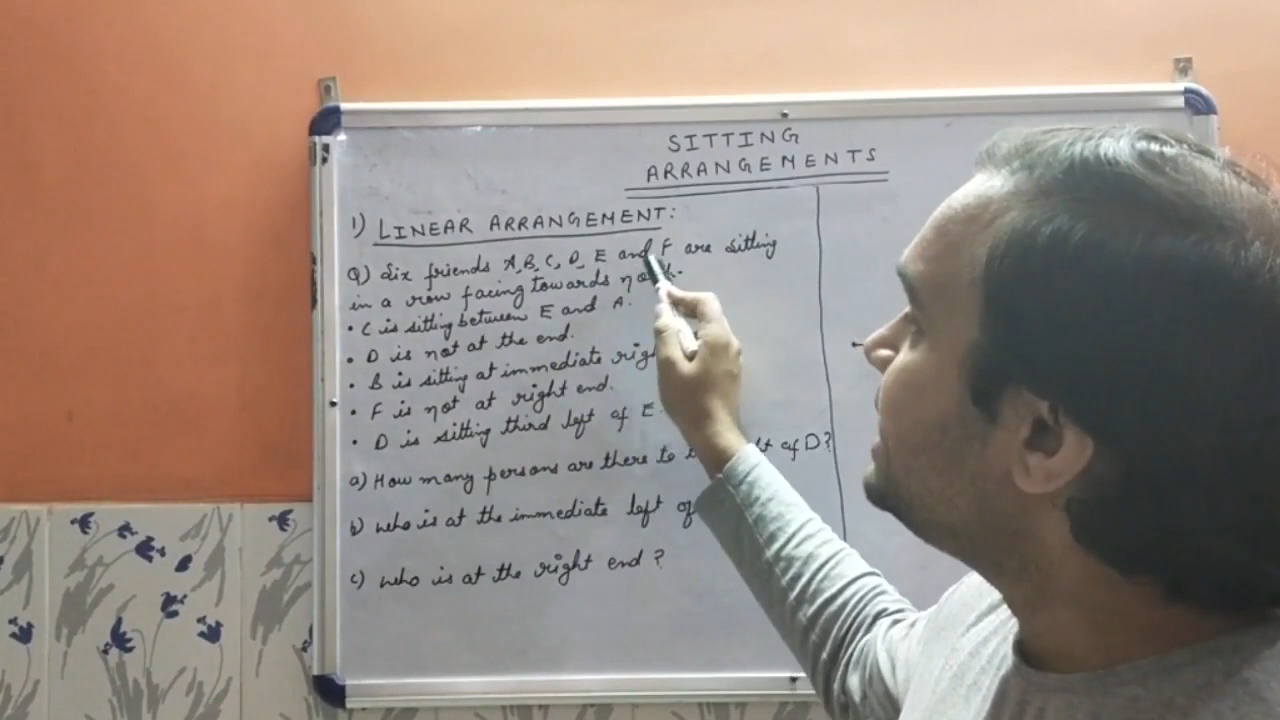 SITTING
ARRANGEMENTS
1) LINEAR ARRANGEMENT:
Q) Six friends A, B, C, D, E and F are sitting
in a row facing towards
• C is sitting between E and A.
• D is not at the end.
• B is sitting at immediate
• F is not at right end.
• D is sitting third left of E.
a) How many persons are there to of D?
b) who is at the immediate left of
c) who is at the right end?